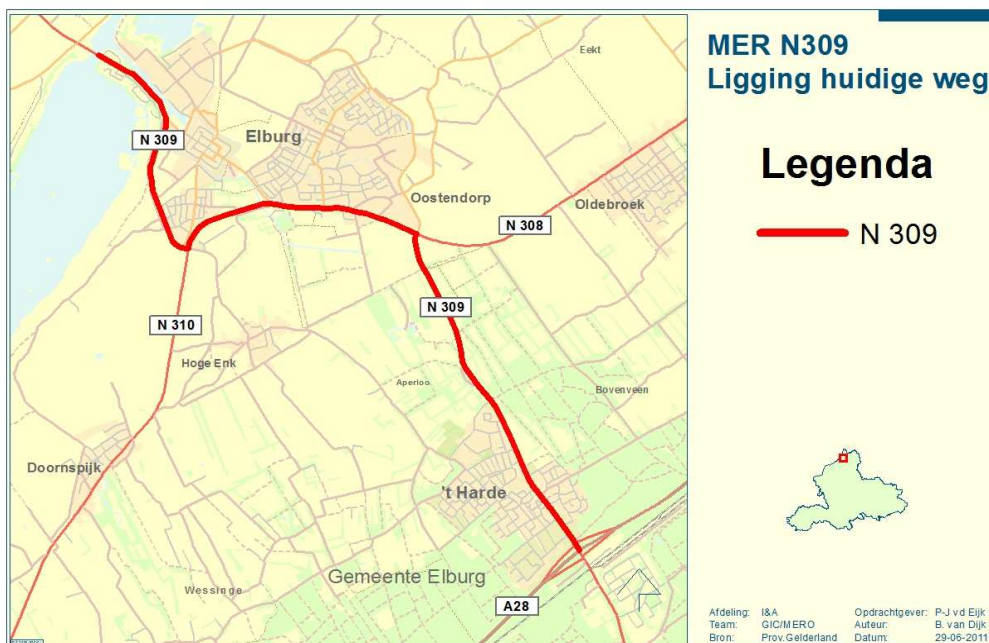 MER N309
Ligging huidige weg
Legenda
N 309
Eekt
N 309
Elburg
Oostendorp
Oldebroek
N 308
N 309
N 310
Hoge Enk
Aperloo
Bovenveen
Doornspijk
't Harde
Gemeente Elburg
Wessinge
A28
Afdeling: I&A Opdrachtgever: P-J v d Eijk
Team: GIC/MERO Auteur: B. van Dijk
Bron: Prov.Gelderland Datum: 29-06-2011